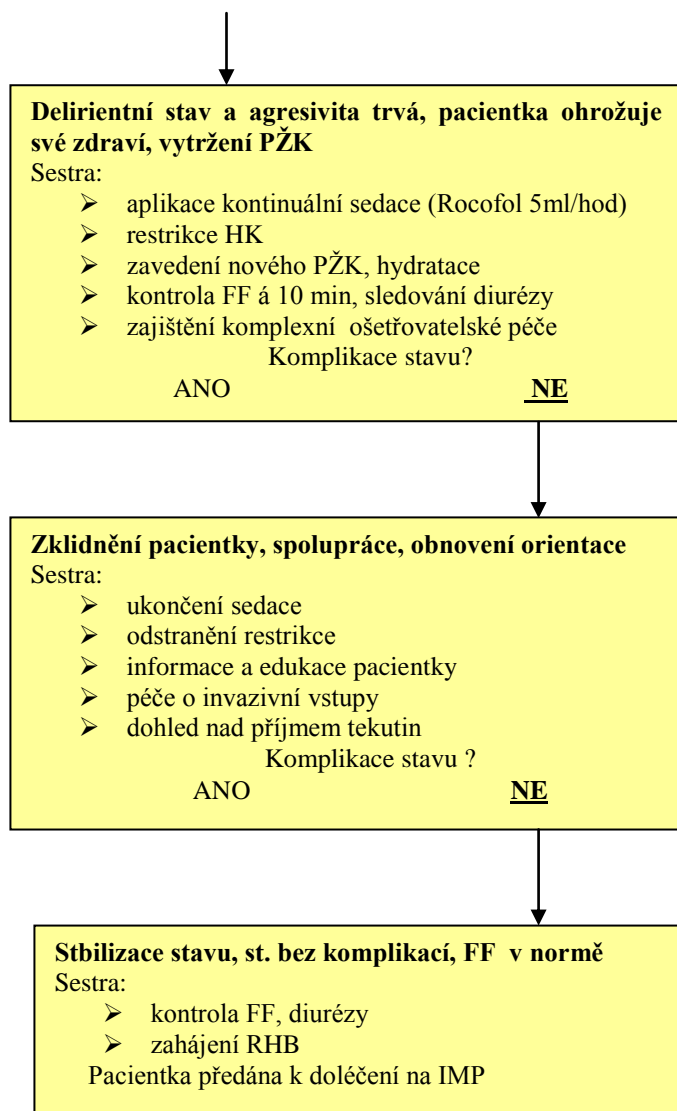 Delirientní stav a agresivita trvá, pacientka ohrožuje
své zdraví, vytržení PŽK
Sestra:
➢ aplikace kontinuální sedace (Rocofol 5ml/hod)
➢ restrikce HK
➢ zavedení nového PŽK, hydratace
➢ kontrola FF á 10 min, sledování diurézy
➢ zajištění komplexní ošetřovatelské péče
Komplikace stavu?
ANO NE
Zklidnění pacientky, spolupráce, obnovení orientace
Sestra:
➢ ukončení sedace
➢ odstranění restrikce
➢ informace a edukace pacientky
➢ péče o invazivní vstupy
➢ dohled nad příjmem tekutin
Komplikace stavu ?
ANO NE
Stbilizace stavu, st. bez komplikací, FF v normě
Sestra:
➢ kontrola FF, diurézy
➢ zahájení RHB
Pacientka předána k doléčení na IMP